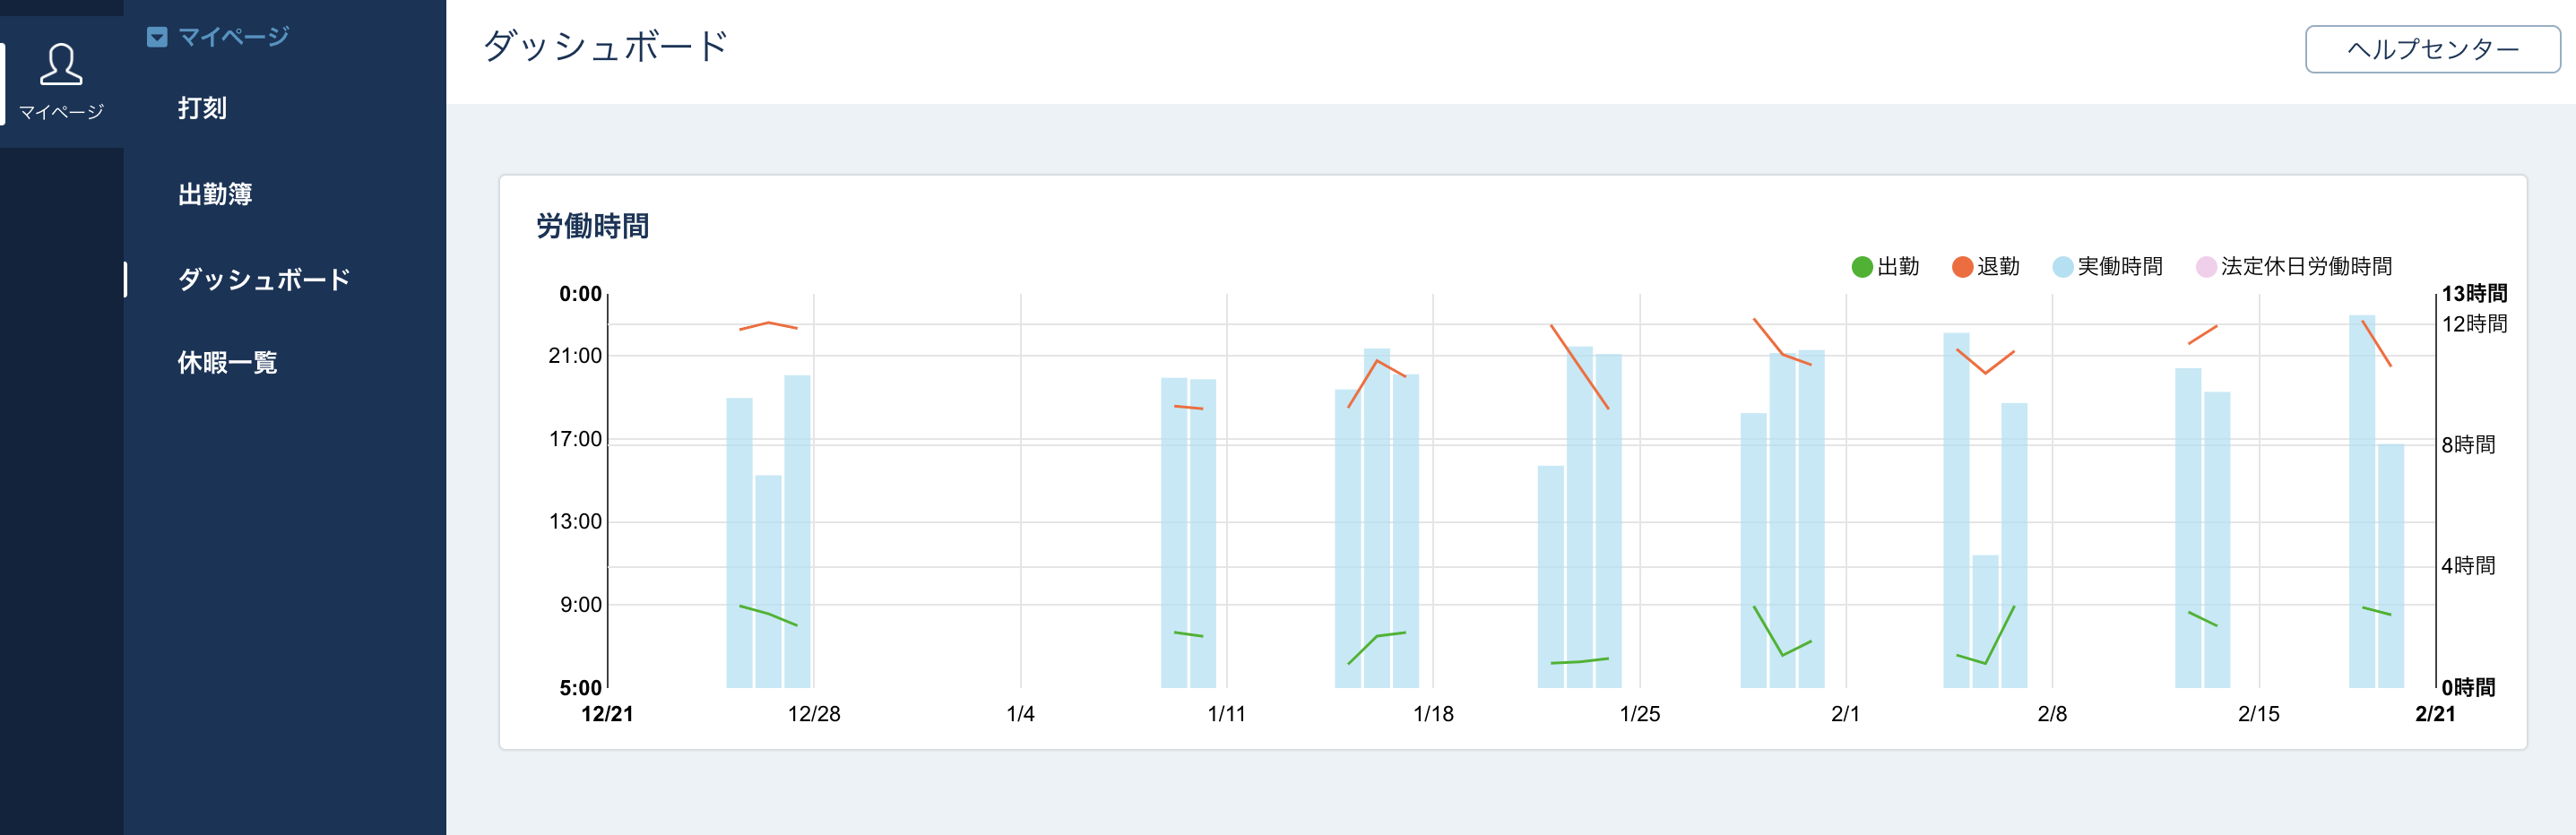 マイページ
マイページ
打刻
出勤簿
ダッシュボード
休暇一覧
ダッシュボード
ヘルプセンター
労働時間
出勤 退勤 実働時間 法定休日労働時間
0:00
21:00
17:00
13:00
9:00
5:00
13時間
12時間
8時間
4時間
0時間
12/21 12/28 1/4 1/11 1/18 1/25 2/1 2/8 2/15 2/21